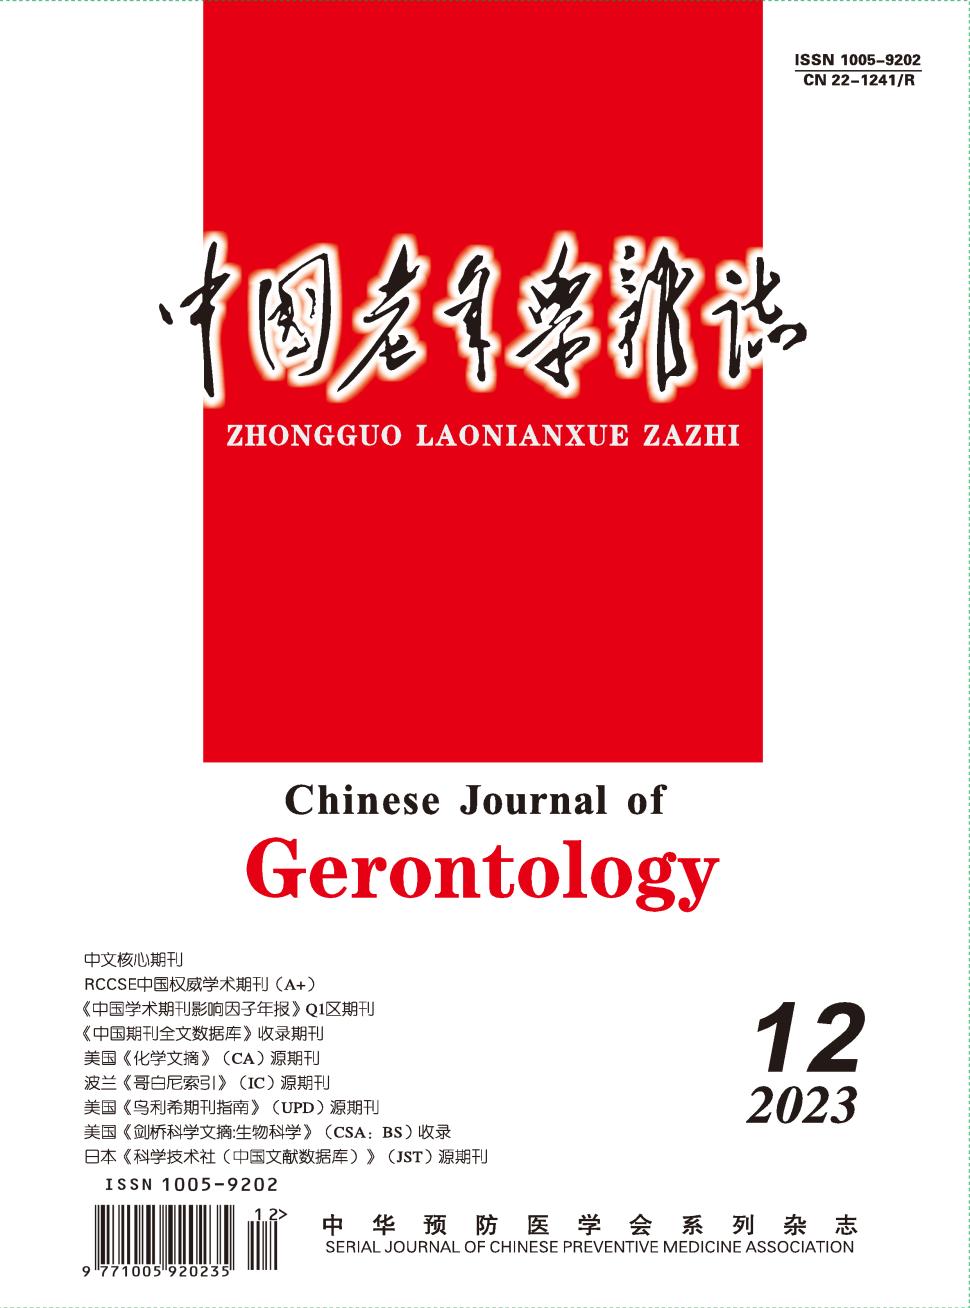 ISSN 1005-9202
CN 22-1241/R
中国老年学雜誌
ZHONGGUO LAONIANXUE ZAZHI
Chinese Journal of
Gerontology
中文核心期刊
RCCSE中国权威学术期刊（A+）
《中国学术期刊影响因子年报》Q1区期刊
《中国期刊全文数据库》收录期刊
美国《化学文摘》（CA）源期刊
波兰《哥白尼索引》（IC）源期刊
美国《乌利希期刊指南》（UPD）源期刊
美国《剑桥科学文摘:生物科学》（CSA：BS）收录
日本《科学技术社（中国文献数据库）》（JST）源期刊
12
2023
ISSN 1005-9202
12>
9 771005 920235
中华预防医学会系列杂志
SERIAL JOURNAL OF CHINESE PREVENTIVE MEDICINE ASSOCIATION